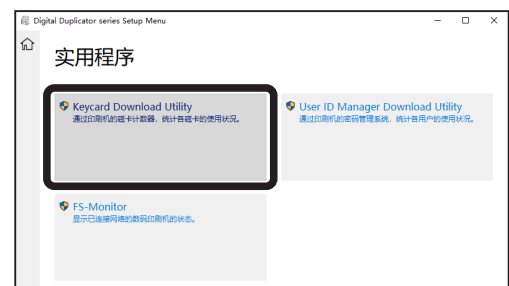 Digital Duplicator series Setup Menu
实用程序
Keycard Download Utility
通过印刷机的磁卡计数器，统计各磁卡的使用状况。
User ID Manager Download Utility
通过印刷机的密码管理系统，统计各用户的使用状况。
FS-Monitor
显示已连接网络的数码印刷机的状态。